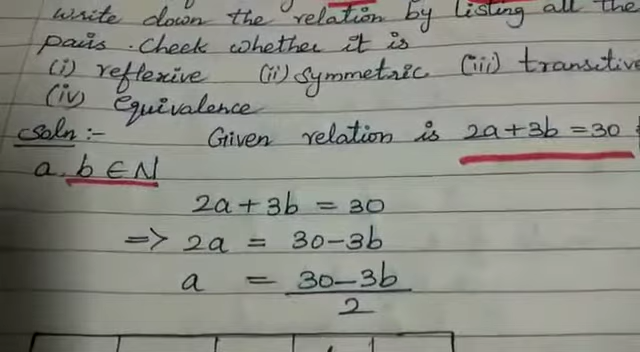 write down the relation by listing all the
pairs. Check whether it is
(i) reflexive (ii) symmetric (iii) transitive
(iv) equivalence
Soln :- Given relation is 2a+3b = 30
a, b ∈ N
2a+3b = 30
=> 2a = 30-3b
a = 30-3b
2